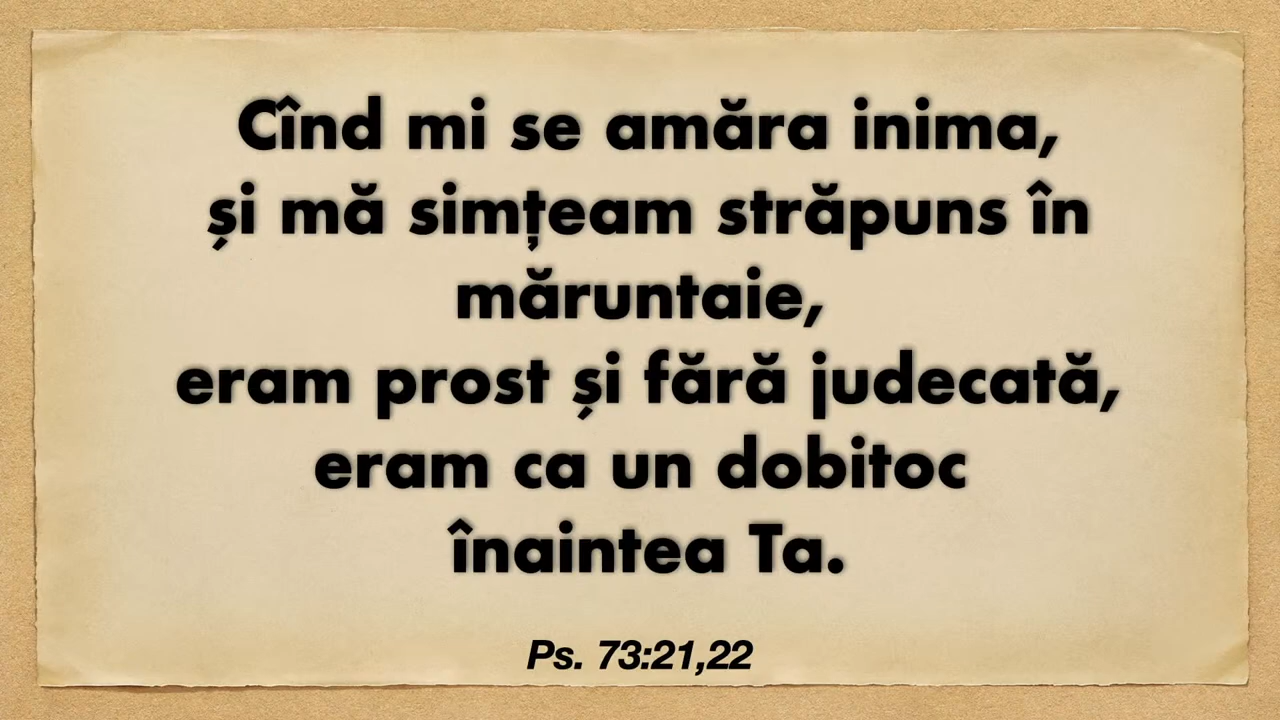 Cînd mi se amăra inima,
și mă simțeam străpuns în
măruntaie,
eram prost și fără judecată,
eram ca un dobitoc
înaintea Ta.
Ps. 73:21,22